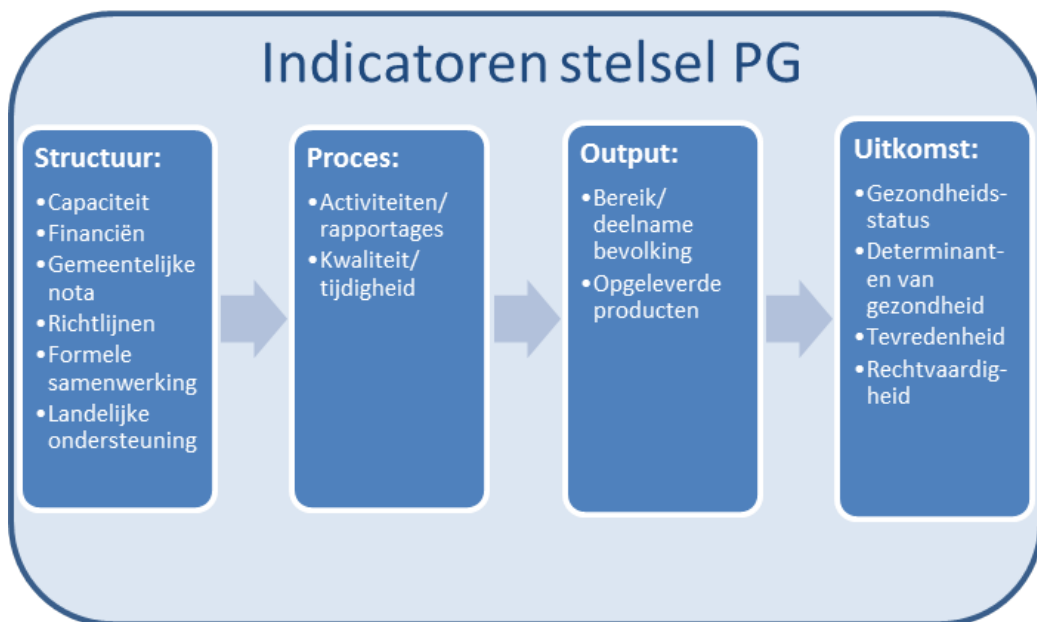 Indicatoren stelsel PG
Structuur:
•Capaciteit
•Financiën
•Gemeentelijke
nota
•Richtlijnen
•Formele
samenwerking
•Landelijke
ondersteuning
Proces:
•Activiteiten/
rapportages
•Kwaliteit/
tijdigheid
Output:
•Bereik/
deelname
bevolking
•Opgeleverde
producten
Uitkomst:
•Gezondheids-
status
•Determinant-
en van
gezondheid
•Tevredenheid
•Rechtvaardig-
heid